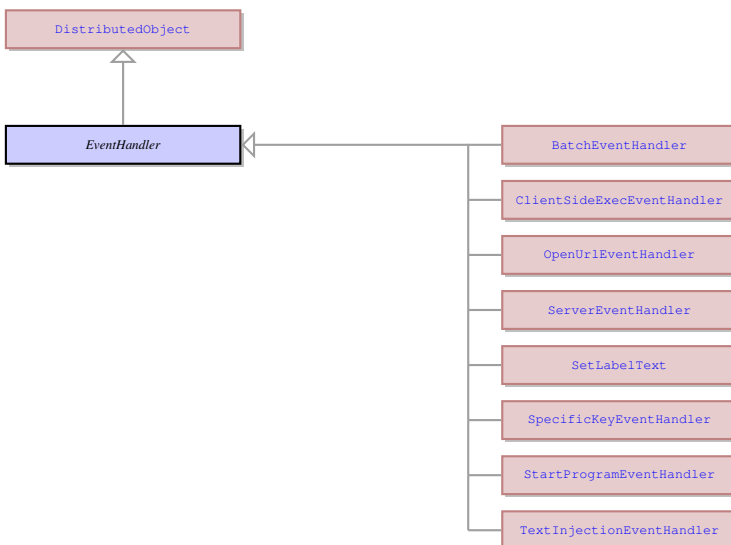 DistributedObject
EventHandler
BatchEventHandler
ClientSideExecEventHandler
OpenUrlEventHandler
ServerEventHandler
SetLabelText
SpecificKeyEventHandler
StartProgramEventHandler
TextInjectionEventHandler